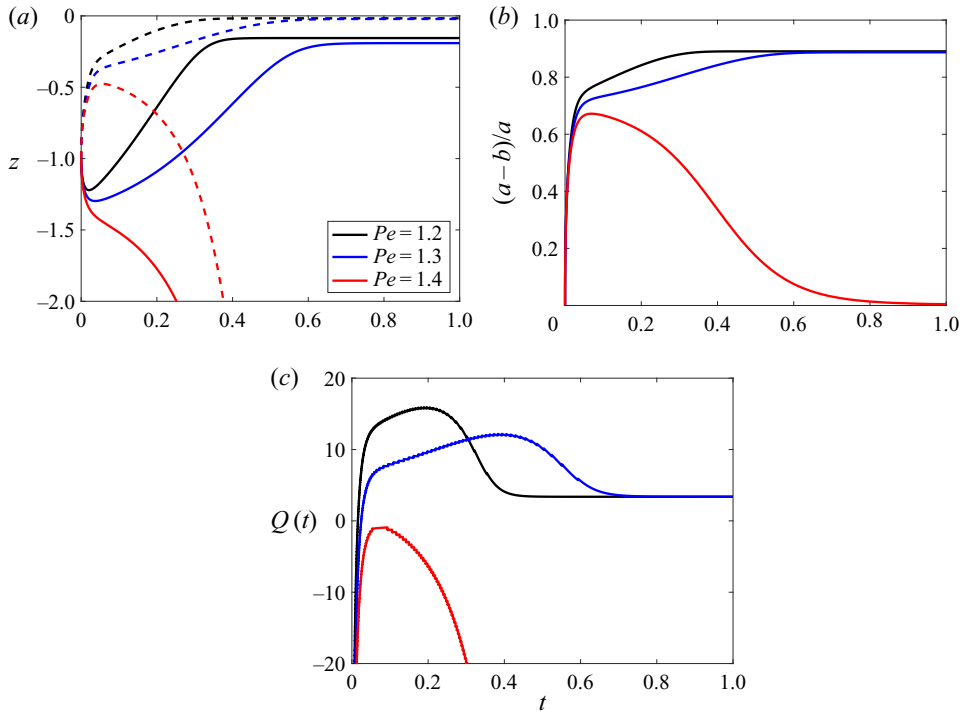 (a)
0
−0.5
−1.0
−1.5
−2.0
z
Pe = 1.2
Pe = 1.3
Pe = 1.4
0 0.2 0.4 0.6 0.8 1.0
(b)
1.0
0.8
0.6
0.4
0.2
(a – b)/a
0 0.2 0.4 0.6 0.8 1.0
(c)
20
10
0
−10
−20
Q (t)
0 0.2 0.4 0.6 0.8 1.0
t